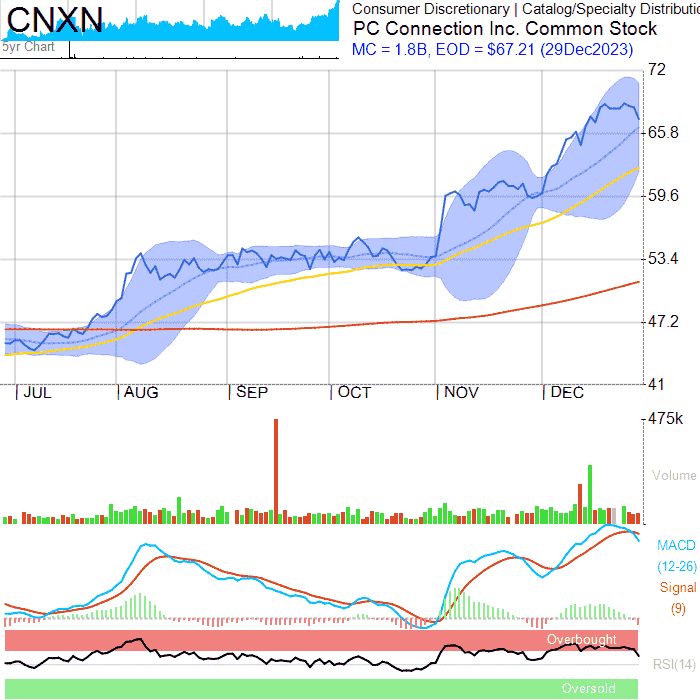 CNXN
5yr Chart
Consumer Discretionary | Catalog/Specialty Distributio
PC Connection Inc. Common Stock
MC = 1.8B, EOD = $67.21 (29Dec2023)
72
65.8
59.6
53.4
47.2
41
JUL AUG SEP OCT NOV DEC
475k
Volume
MACD
(12-26)
Signal
(9)
Overbought
RSI(14)
Oversold